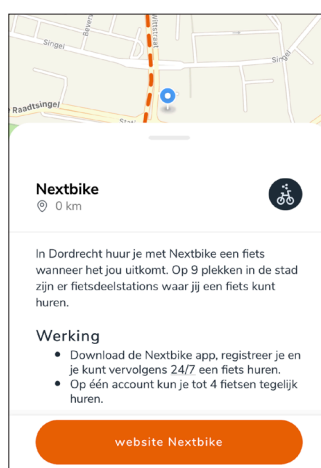 Singel
Beverw
Wittstraat
Singel
Raadtsingel
Stati
Nextbike
0 km
In Dordrecht huur je met Nextbike een fiets
wanneer het jou uitkomt. Op 9 plekken in de stad
zijn er fietsdeelstations waar jij een fiets kunt
huren.
Werking
• Download de Nextbike app, registreer je en
je kunt vervolgens 24/7 een fiets huren.
• Op één account kun je tot 4 fietsen tegelijk
huren.
website Nextbike